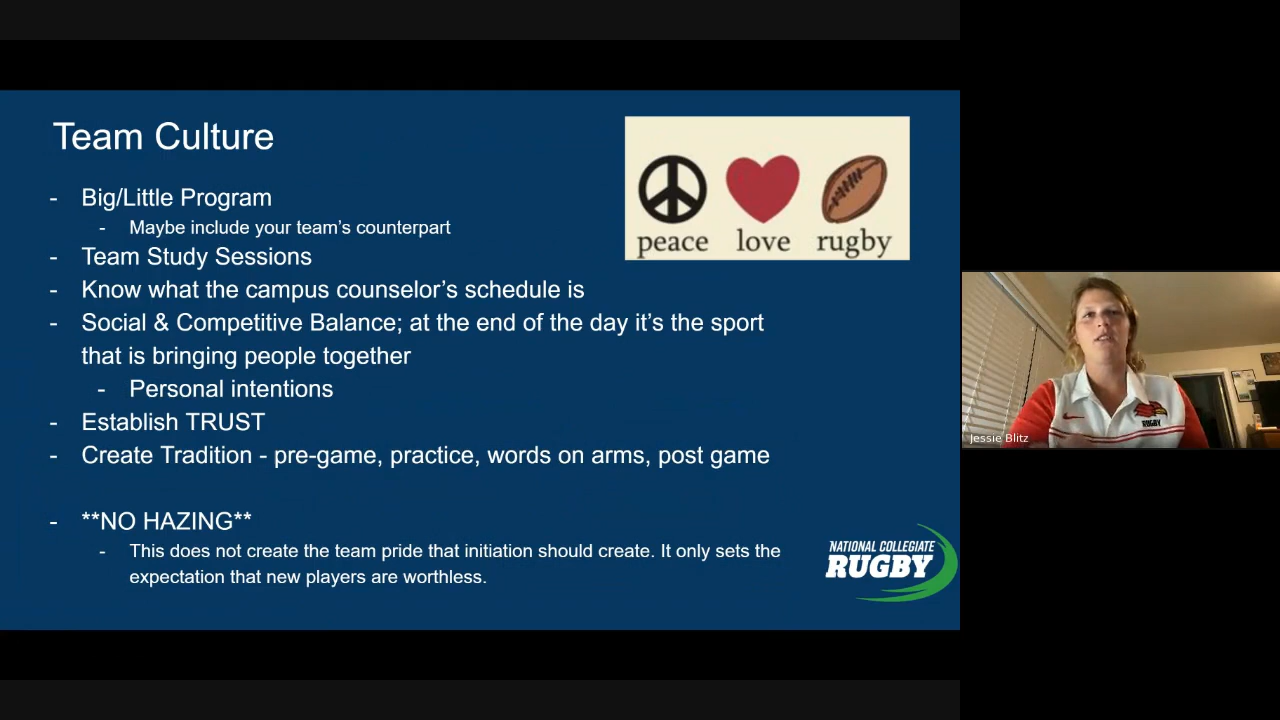 Team Culture
- Big/Little Program
- Maybe include your team's counterpart
- Team Study Sessions
- Know what the campus counselor's schedule is
- Social & Competitive Balance; at the end of the day it's the sport
that is bringing people together
- Personal intentions
- Establish TRUST
- Create Tradition - pre-game, practice, words on arms, post game
- **NO HAZING**
- This does not create the team pride that initiation should create. It only sets the
expectation that new players are worthless.
peace love rugby
NATIONAL COLLEGIATE
RUGBY
RUGBY
Jessie Blitz